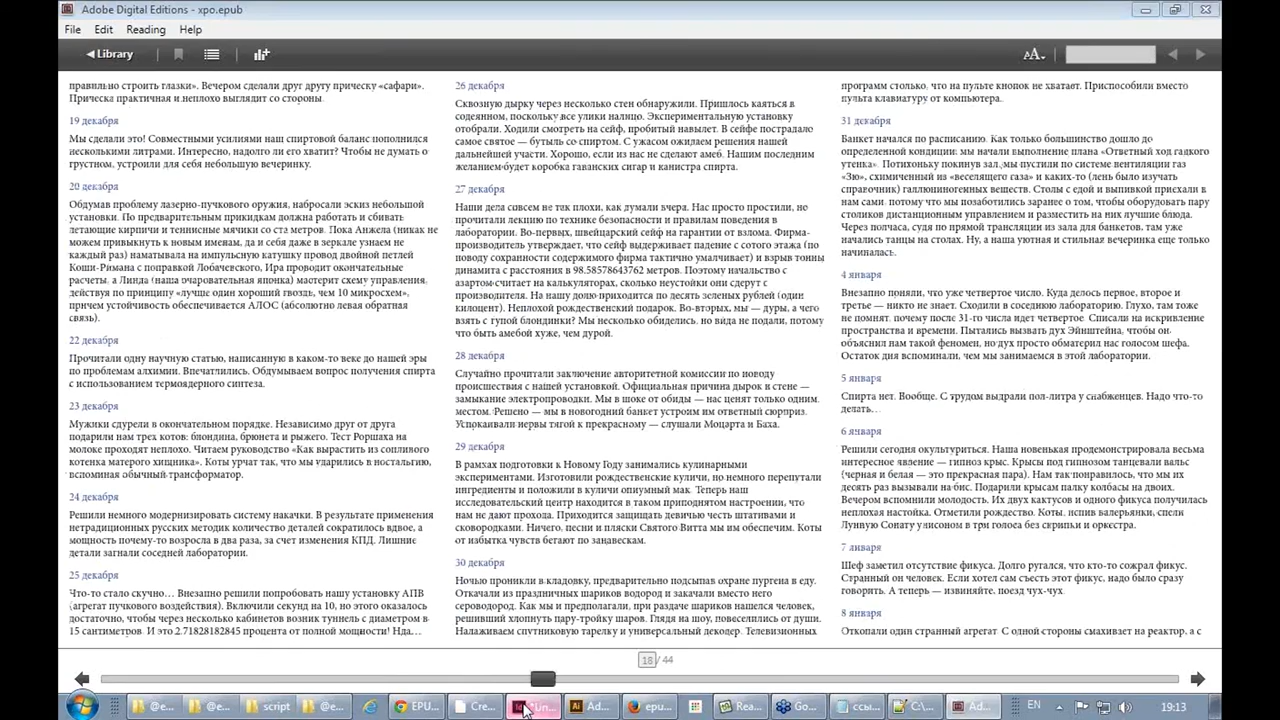 Adobe Digital Editions - xpo.epub
File Edit Reading Help
Library
правильно строить глазки». Вечером сделали друг другу прическу «сафари».
Прическа практичная и неплохо выглядит со стороны.
19 декабря
Мы сделали это! Совместными усилиями наш спиртовой баланс пополнился
несколькими литрами. Интересно, надолго ли его хватит? Чтобы не думать о
грустном, устроили для себя небольшую вечеринку.
20 декабря
Обдумав проблему лазерно-пучкового оружия, набросали эскиз небольшой
установки. По предварительным прикидкам должна работать и сбивать
летающие кирпичи и теннисные мячики со ста метров. Пока Анжела (никак не
можем привыкнуть к новым именам, да и себя даже в зеркале узнаем не
каждый раз) наматывала на импульсную катушку провод двойной петлей
Коши-Римана с поправкой Лобачевского, Ира проводит окончательные
расчеты, а Линда (наша очаровательная японка) мастерит схему управления,
действуя по принципу «лучше один хороший гвоздь, чем 10 микросхем»,
причем устойчивость обеспечивается АЛОС (абсолютно левая обратная
связь).
22 декабря
Прочитали одну научную статью, написанную в каком-то веке до нашей эры
по проблемам алхимии. Впечатлились. Обдумываем вопрос получения спирта
с использованием термоядерного синтеза.
23 декабря
Мужики сдурели в окончательном порядке. Независимо друг от друга
подарили нам трех котов: блондина, брюнета и рыжего. Тест Роршаха на
молоке проходят неплохо. Читаем руководство «Как вырастить из сопливого
котенка матерого хищника». Коты урчат так, что мы ударились в ностальгию,
вспоминая обычный трансформатор.
24 декабря
Решили немного модернизировать систему накачки. В результате применения
нетрадиционных русских методик количество деталей сократилось вдвое, а
мощность почему-то возросла в два раза, за счет изменения КПД. Лишние
детали загнали соседней лаборатории.
25 декабря
Что-то стало скучно… Внезапно решили попробовать нашу установку АПВ
(агрегат пучкового воздействия). Включили секунд на 10, но этого оказалось
достаточно, чтобы через несколько кабинетов возник туннель с диаметром в
15 сантиметров. И это 2.71828182845 процента от полной мощности! Нда…
26 декабря
Сквозную дырку через несколько стен обнаружили. Пришлось каяться в
содеянном, поскольку все улики налицо. Экспериментальную установку
отобрали. Ходили смотреть на сейф, пробитый навылет. В сейфе пострадало
самое святое — бутыль со спиртом. С ужасом ожидаем решения нашей
дальнейшей участи. Хорошо, если из нас не сделают амеб. Нашим последним
желанием будет коробка гаванских сигар и канистра спирта.
27 декабря
Наши дела совсем не так плохи, как думали вчера. Нас просто простили, но
прочитали лекцию по технике безопасности и правилам поведения в
лаборатории. Во-первых, швейцарский сейф на гарантии от взлома. Фирма-
производитель утверждает, что сейф выдерживает падение с сотого этажа (по
поводу сохранности содержимого фирма тактично умалчивает) и взрыв тонны
динамита с расстояния в 98.58578643762 метров. Поэтому начальство с
азартом считает на калькуляторах, сколько неустойки они сдерут с
производителя. На нашу долю приходится по десять зеленых рублей (один
килоцент). Неплохой рождественский подарок. Во-вторых, мы — дуры, а чего
взять с тупой блондинки? Мы несколько обиделись, но вида не подали, потому
что быть амебой хуже, чем дурой.
28 декабря
Случайно прочитали заключение авторитетной комиссии по поводу
происшествия с нашей установкой. Официальная причина дырок в стене —
замыкание электропроводки. Мы в шоке от обиды — нас ценят только одним
местом. Решено — мы в новогодний банкет устроим им ответный сюрприз.
Успокаивали нервы тягой к прекрасному — слушали Моцарта и Баха.
29 декабря
В рамках подготовки к Новому Году занимались кулинарными
экспериментами. Изготовили рождественские куличи, но немного перепутали
ингредиенты и положили в куличи опиумный мак. Теперь наш
исследовательский центр находится в таком приподнятом настроении, что
нам не дают прохода. Приходится защищать девичью честь штативами и
сковородками. Ничего, песни и пляски Святого Витта мы им обеспечим. Коты
от избытка чувств бегают по занавескам.
30 декабря
Ночью проникли в кладовку, предварительно подсыпав охране пургена в еду.
Откачали из праздничных шариков водород и закачали вместо него
сероводород. Как мы и предполагали, при раздаче шариков нашелся человек,
решивший хлопнуть пару-тройку шаров. Глядя на шоу, повеселились от души.
Налаживаем спутниковую тарелку и универсальный декодер. Телевизионных
программ столько, что на пульте кнопок не хватает. Приспособили вместо
пульта клавиатуру от компьютера.
31 декабря
Банкет начался по расписанию. Как только большинство дошло до
определенной кондиции, мы начали выполнение плана «Ответный ход гадкого
утенка». Потихоньку покинув зал, мы пустили по системе вентиляции газ
«Зю», схимиченный из «веселящего газа» и каких-то (лень было изучать
справочник) галлюциногенных веществ. Столы с едой и выпивкой приехали к
нам сами, потому что мы позаботились заранее о том, чтобы оборудовать пару
столиков дистанционным управлением и разместить на них лучшие блюда.
Через полчаса, судя по прямой трансляции из зала для банкетов, там уже
начались танцы на столах. Ну, а наша уютная и стильная вечеринка еще только
начиналась.
4 января
Внезапно поняли, что уже четвертое число. Куда делось первое, второе и
третье — никто не знает. Сходили в соседнюю лабораторию. Глухо, там тоже
не помнят, почему после 31-го числа идет четвертое. Списали на искривление
пространства и времени. Пытались вызвать дух Эйнштейна, чтобы он
объяснил нам такой феномен, но дух просто обматерил нас голосом шефа.
Остаток дня вспоминали, чем мы занимаемся в этой лаборатории.
5 января
Спирта нет. Вообще. С трудом выдрали пол-литра у снабженцев. Надо что-то
делать…
6 января
Решили сегодня окультуриться. Наша новенькая продемонстрировала весьма
интересное явление — гипноз крыс. Крысы под гипнозом танцевали вальс
(черная и белая — это прекрасная пара). Нам так понравилось, что мы их
десять раз вызывали на бис. Подарили крысам палку колбасы на двоих.
Вечером вспомнили молодость. Их двух кактусов и одного фикуса получилась
неплохая настойка. Отметили рождество. Коты, испив валерьянки, спели
Лунную Сонату унисоном в три голоса без скрипки и оркестра.
7 января
Шеф заметил отсутствие фикуса. Долго ругался, что кто-то сожрал фикус.
Странный он человек. Если хотел сам съесть этот фикус, надо было сразу
говорить. А теперь — извиняйте, поезд чух-чух.
8 января
Откопали один странный агрегат. С одной стороны смахивает на реактор, а с
18 / 44
@e... @e... script @e... EPU... Cre... *Un... Ad... epu... Rea... Go... ссы... C:\... Ad... EN 19:13